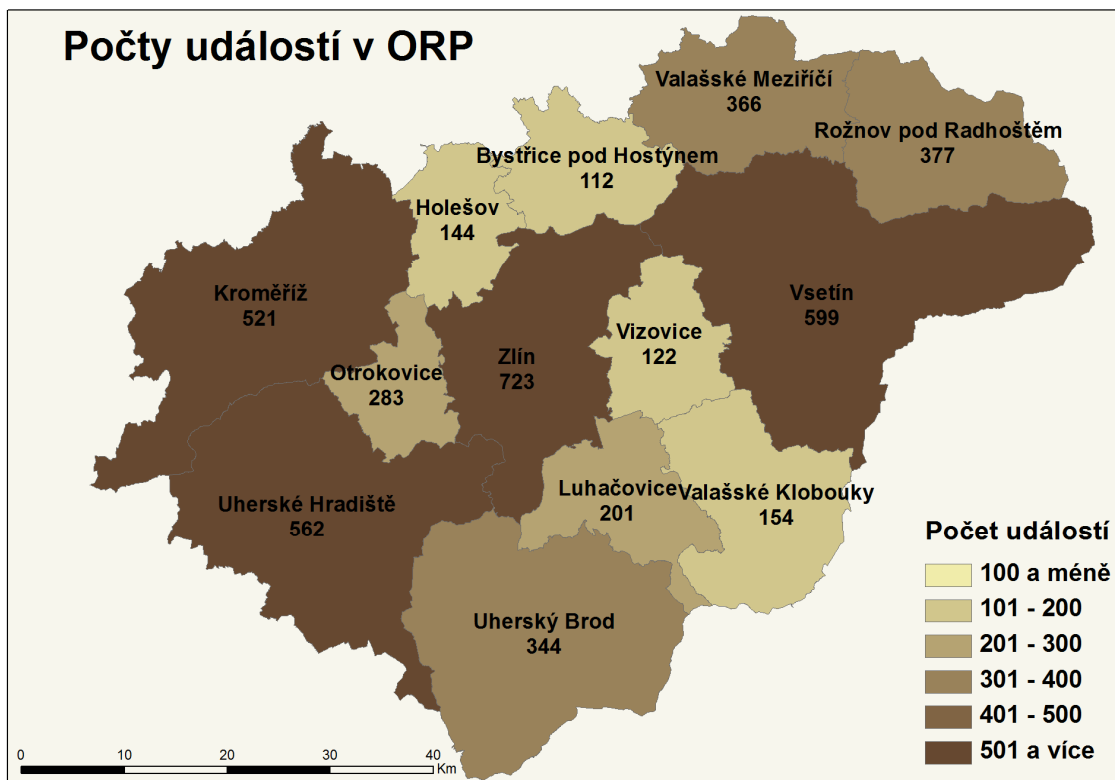 Počty událostí v ORP
Valašské Meziříčí
366
Rožnov pod Radhoštěm
377
Bystřice pod Hostýnem
112
Holešov
144
Kroměříž
521
Vsetín
599
Vizovice
122
Zlín
723
Otrokovice
283
Luhačovice
201
Valašské Klobouky
154
Uherské Hradiště
562
Uherský Brod
344
Počet událostí
100 a méně
101 - 200
201 - 300
301 - 400
401 - 500
501 a více
0 10 20 30 40
Km